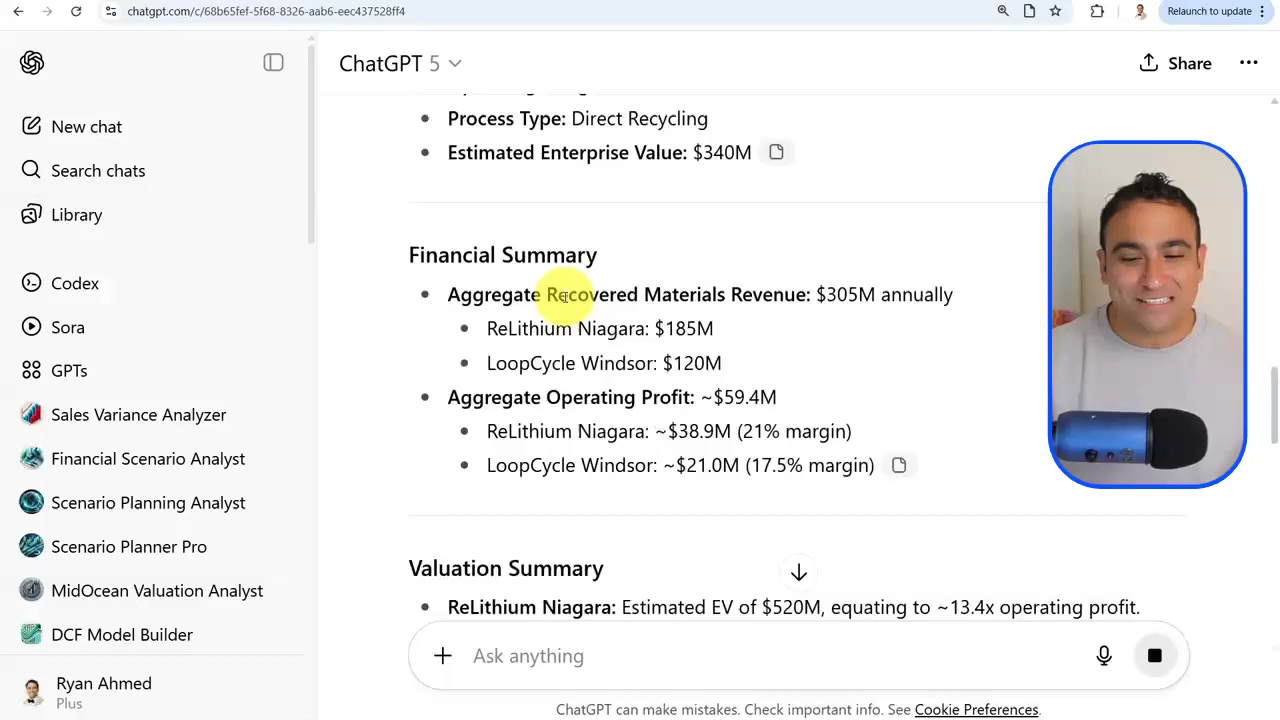 chatgpt.com/c/68b65fef-5f68-8326-aab6-eec437528ff4
Relaunch to update
ChatGPT 5
Share
New chat
Search chats
Library
Codex
Sora
GPTs
Sales Variance Analyzer
Financial Scenario Analyst
Scenario Planning Analyst
Scenario Planner Pro
MidOcean Valuation Analyst
DCF Model Builder
Ryan Ahmed
Plus
Process Type: Direct Recycling
Estimated Enterprise Value: $340M
Financial Summary
Aggregate Recovered Materials Revenue: $305M annually
ReLithium Niagara: $185M
LoopCycle Windsor: $120M
Aggregate Operating Profit: ~$59.4M
ReLithium Niagara: ~$38.9M (21% margin)
LoopCycle Windsor: ~$21.0M (17.5% margin)
Valuation Summary
ReLithium Niagara: Estimated EV of $520M, equating to ~13.4x operating profit.
Ask anything
ChatGPT can make mistakes. Check important info. See Cookie Preferences.